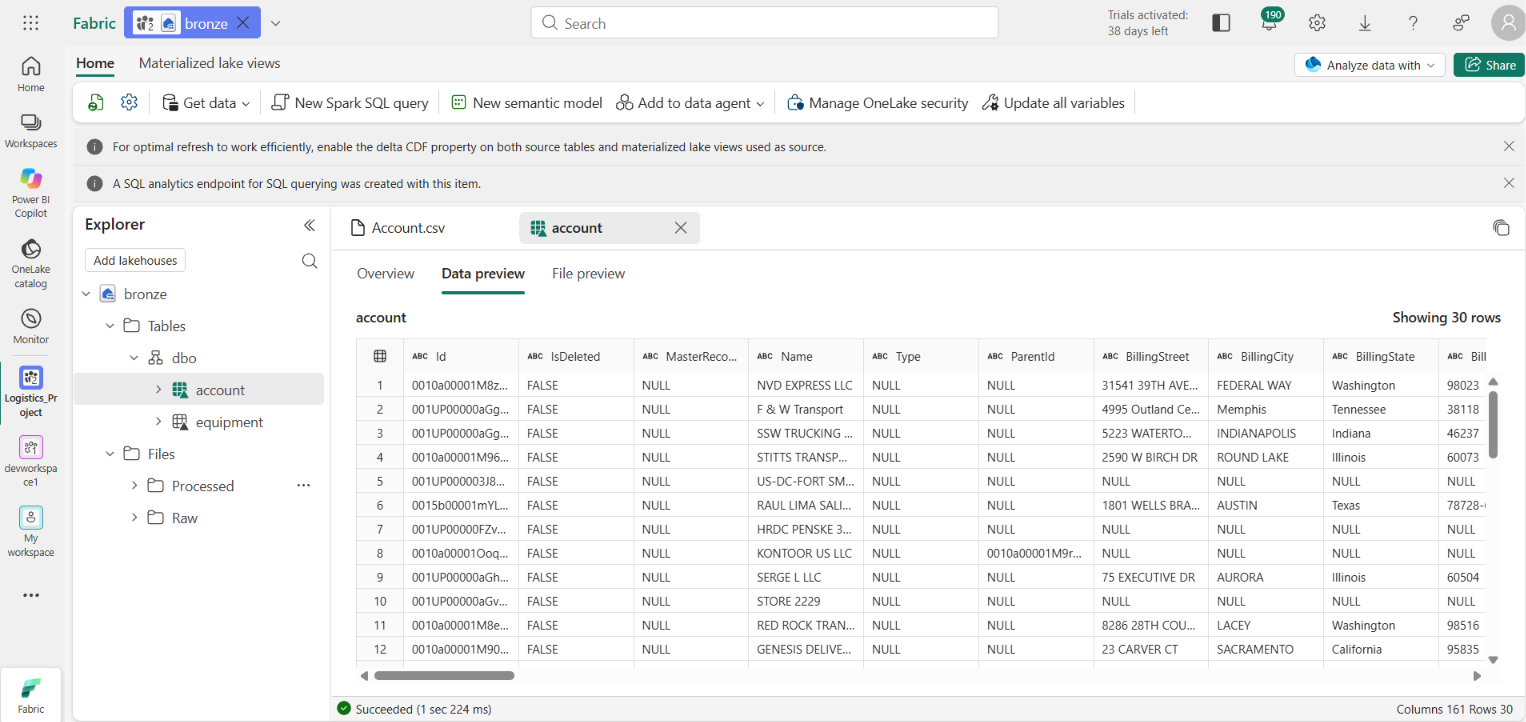 Fabric
bronze
Search
Trials activated:
38 days left
190
Home
Materialized lake views
Analyze data with
Share
Get data
New Spark SQL query
New semantic model
Add to data agent
Manage OneLake security
Update all variables
For optimal refresh to work efficiently, enable the delta CDF property on both source tables and materialized lake views used as source.
A SQL analytics endpoint for SQL querying was created with this item.
Home
Workspaces
Power BI
Copilot
OneLake
catalog
Monitor
Logistics_Pr
oject
devworkspa
ce1
My
workspace
Fabric
Explorer
Add lakehouses
bronze
Tables
dbo
account
equipment
Files
Processed
Raw
Account.csv
account
Overview
Data preview
File preview
account
Showing 30 rows
ABC Id ABC IsDeleted ABC MasterReco... ABC Name ABC Type ABC ParentId ABC BillingStreet ABC BillingCity ABC BillingState ABC Bill
1 0010a00001M8z... FALSE NULL NVD EXPRESS LLC NULL NULL 31541 39TH AVE... FEDERAL WAY Washington 98023
2 001UP00000aGg... FALSE NULL F & W Transport NULL NULL 4995 Outland Ce... Memphis Tennessee 38118
3 001UP00000aGg... FALSE NULL SSW TRUCKING ... NULL NULL 5223 WATERTO... INDIANAPOLIS Indiana 46237
4 0010a00001M96... FALSE NULL STITTS TRANSP... NULL NULL 2590 W BIRCH DR ROUND LAKE Illinois 60073
5 001UP000003J8... FALSE NULL US-DC-FORT SM... NULL NULL NULL NULL NULL NULL
6 0015b00001mYL... FALSE NULL RAUL LIMA SALI... NULL NULL 1801 WELLS BRA... AUSTIN Texas 78728-
7 001UP00000FZv... FALSE NULL HRDC PENSKE 3... NULL NULL NULL NULL NULL NULL
8 0010a00001Ooq... FALSE NULL KONTOOR US LLC NULL 0010a00001M9r... NULL NULL NULL NULL
9 001UP00000aGh... FALSE NULL SERGE L LLC NULL NULL 75 EXECUTIVE DR AURORA Illinois 60504
10 001UP00000aGv... FALSE NULL STORE 2229 NULL NULL NULL NULL NULL NULL
11 0010a00001M8e... FALSE NULL RED ROCK TRAN... NULL NULL 8286 28TH COU... LACEY Washington 98516
12 0010a00001M90... FALSE NULL GENESIS DELIVE... NULL NULL 23 CARVER CT SACRAMENTO California 95835
Succeeded (1 sec 224 ms)
Columns 161 Rows 30